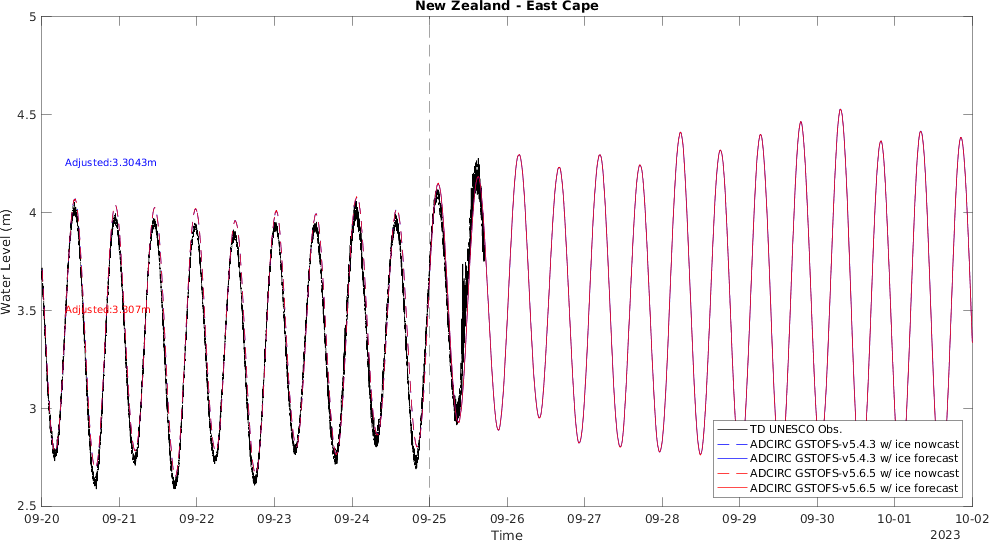 New Zealand - East Cape
5
4.5
4
3.5
3
2.5
Water Level (m)
Adjusted:3.3043m
Adjusted:3.307m
TD UNESCO Obs.
ADCIRC GSTOFS-v5.4.3 w/ ice nowcast
ADCIRC GSTOFS-v5.4.3 w/ ice forecast
ADCIRC GSTOFS-v5.6.5 w/ ice nowcast
ADCIRC GSTOFS-v5.6.5 w/ ice forecast
09-20 09-21 09-22 09-23 09-24 09-25 09-26 09-27 09-28 09-29 09-30 10-01 10-02
Time
2023